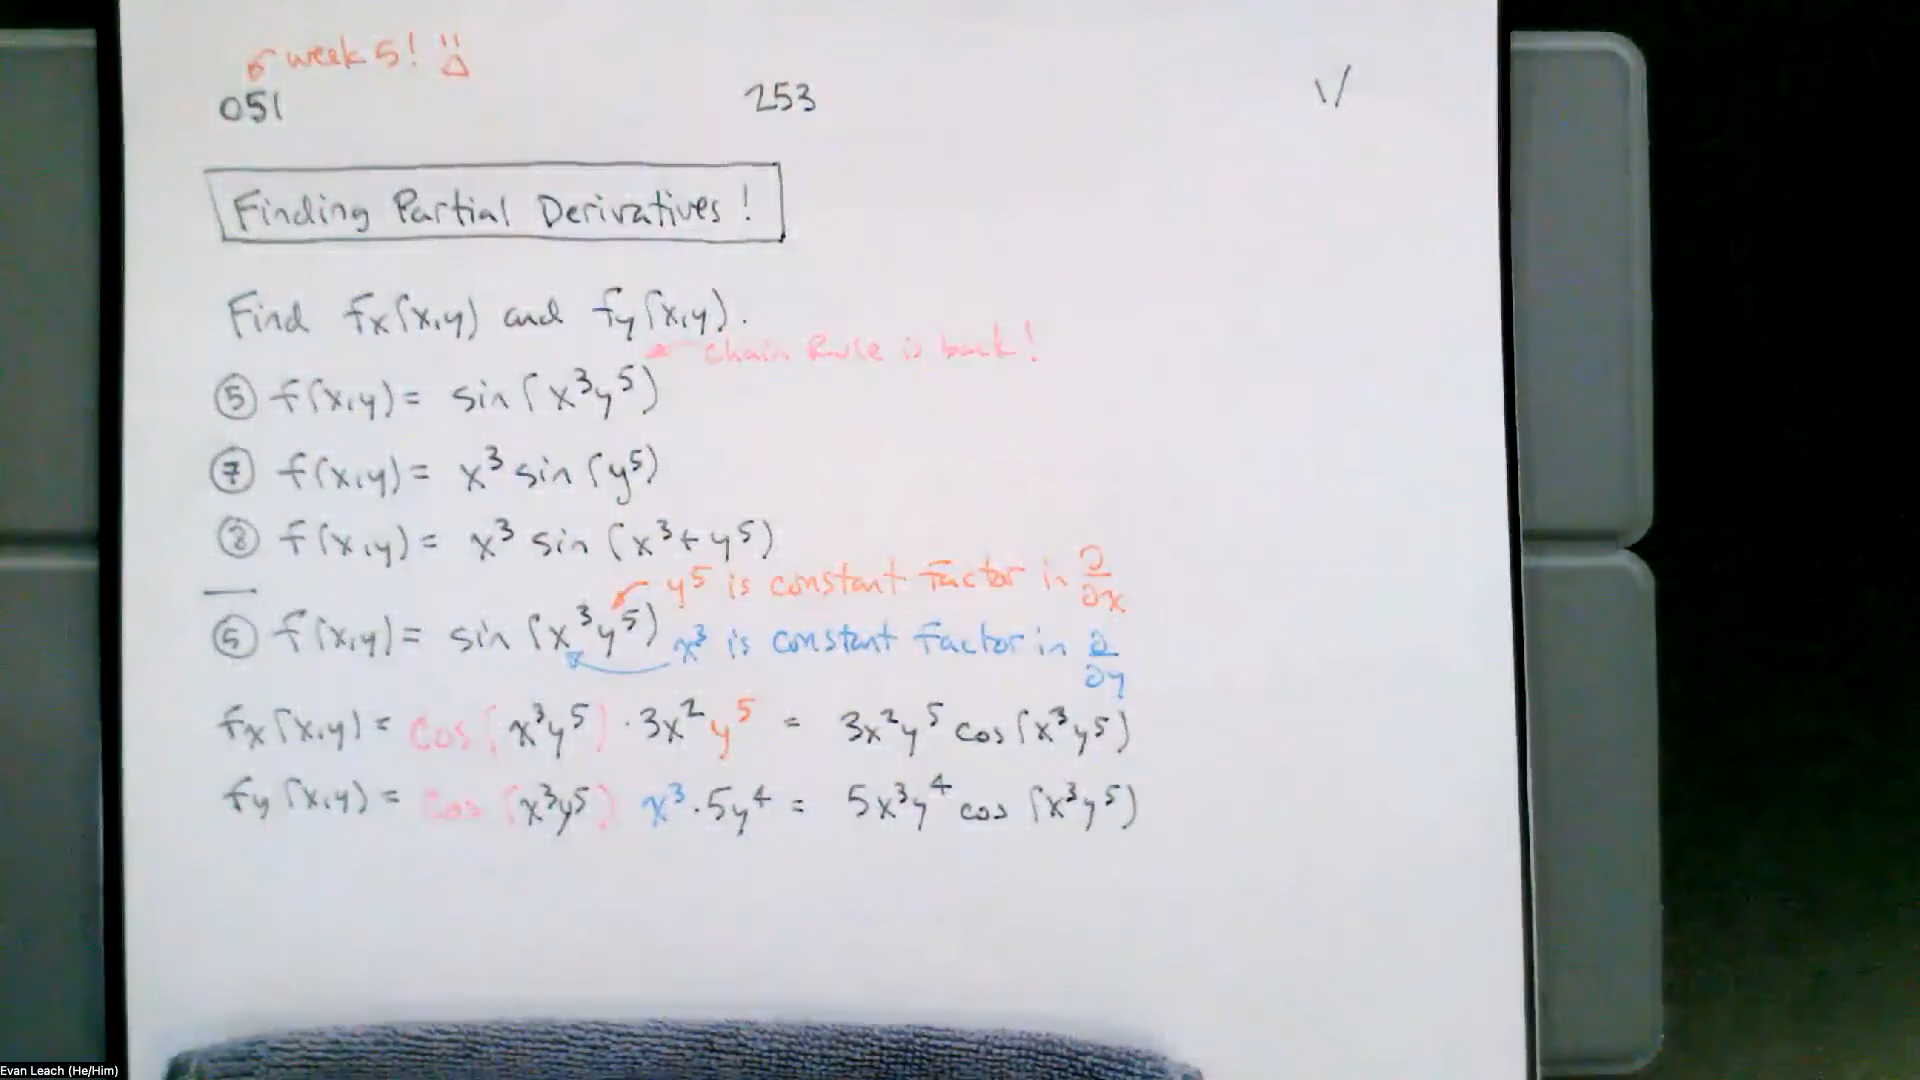 week 5!
051 253 1/
Finding Partial Derivatives!
Find fx(x,y) and fy(x,y).
Chain Rule is back!
⑤ f(x,y) = sin(x³y⁵)
⑦ f(x,y) = x³ sin(y⁵)
⑧ f(x,y) = x³ sin(x³+y⁵)
y⁵ is constant factor in ∂/∂x
⑥ f(x,y) = sin(x³y⁵)
x³ is constant factor in ∂/∂y
fx(x,y) = cos(x³y⁵) · 3x²y⁵ = 3x²y⁵ cos(x³y⁵)
fy(x,y) = cos(x³y⁵) x³ · 5y⁴ = 5x³y⁴ cos(x³y⁵)
Evan Leach (He/Him)